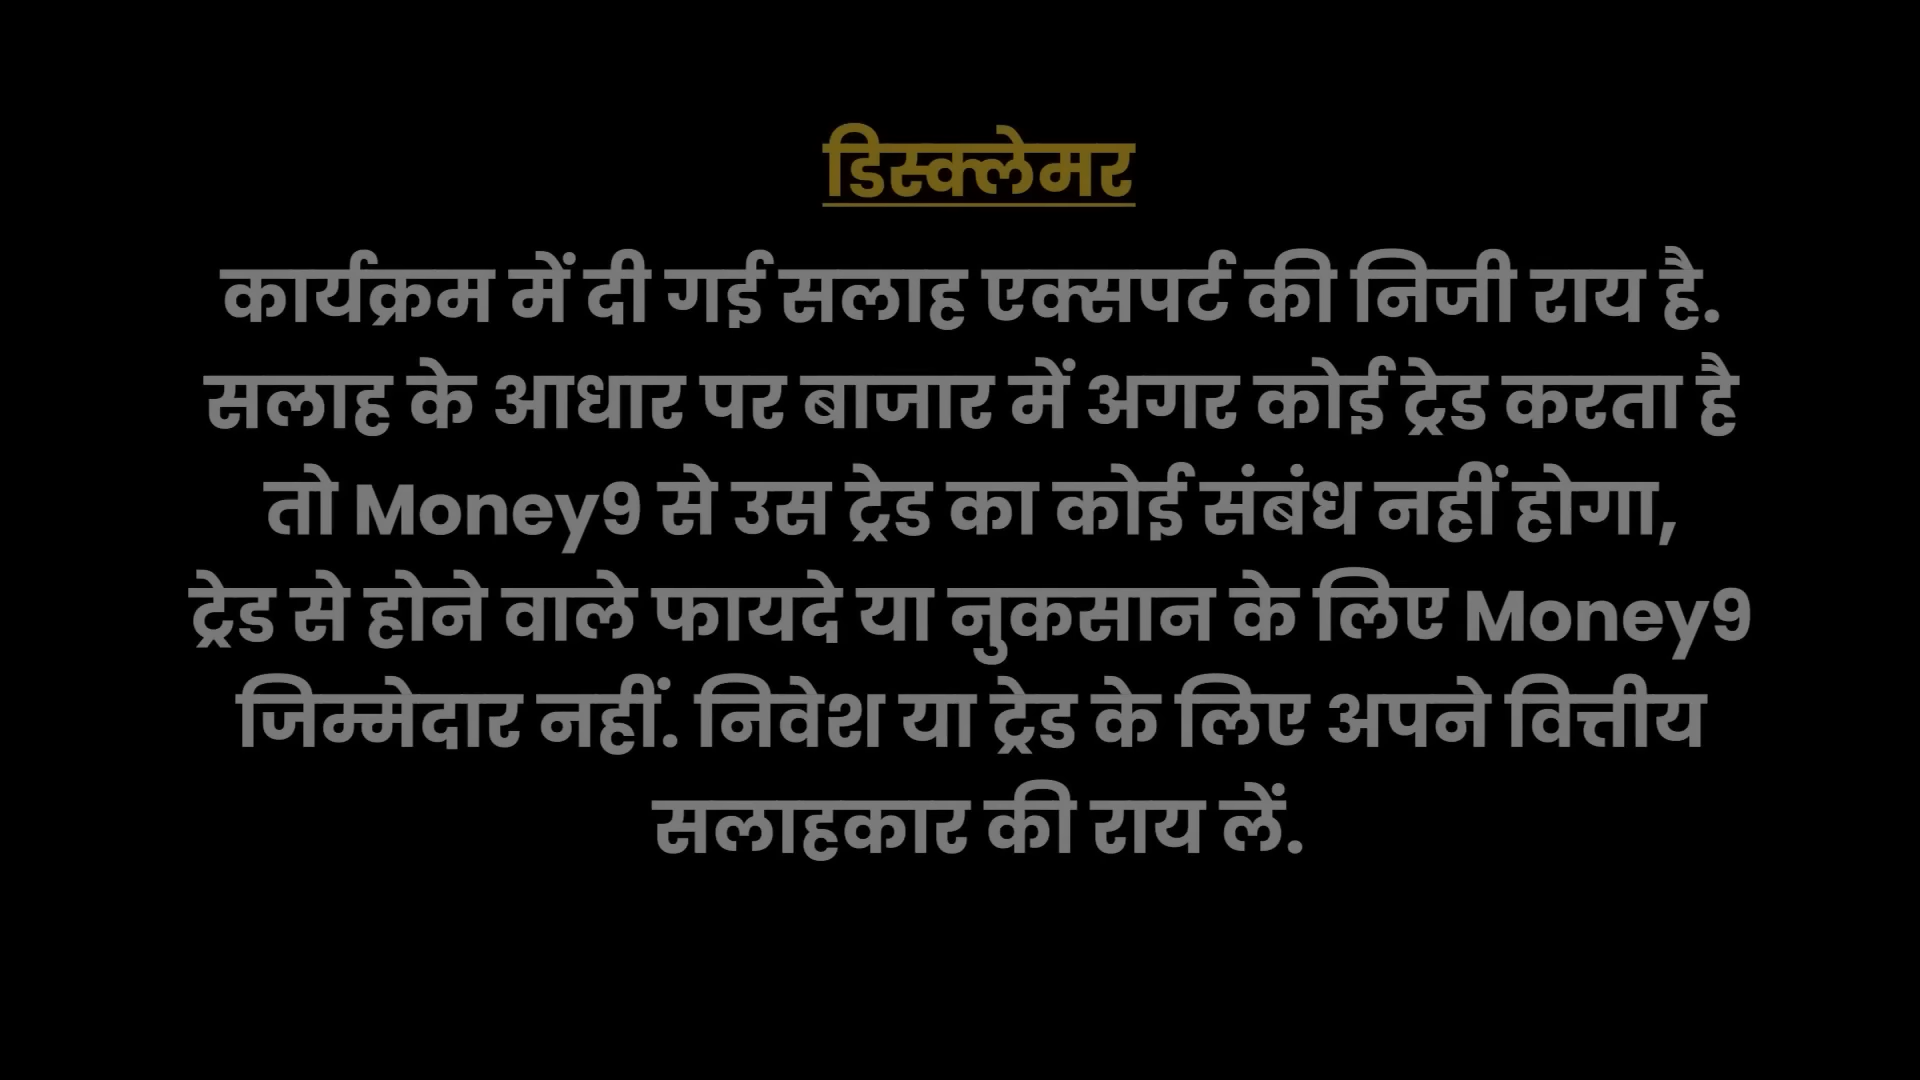 डिस्क्लेमर
कार्यक्रम में दी गई सलाह एक्सपर्ट की निजी राय है.
सलाह के आधार पर बाजार में अगर कोई ट्रेड करता है
तो Money9 से उस ट्रेड का कोई संबंध नहीं होगा,
ट्रेड से होने वाले फायदे या नुकसान के लिए Money9
जिम्मेदार नहीं. निवेश या ट्रेड के लिए अपने वित्तीय
सलाहकार की राय लें.